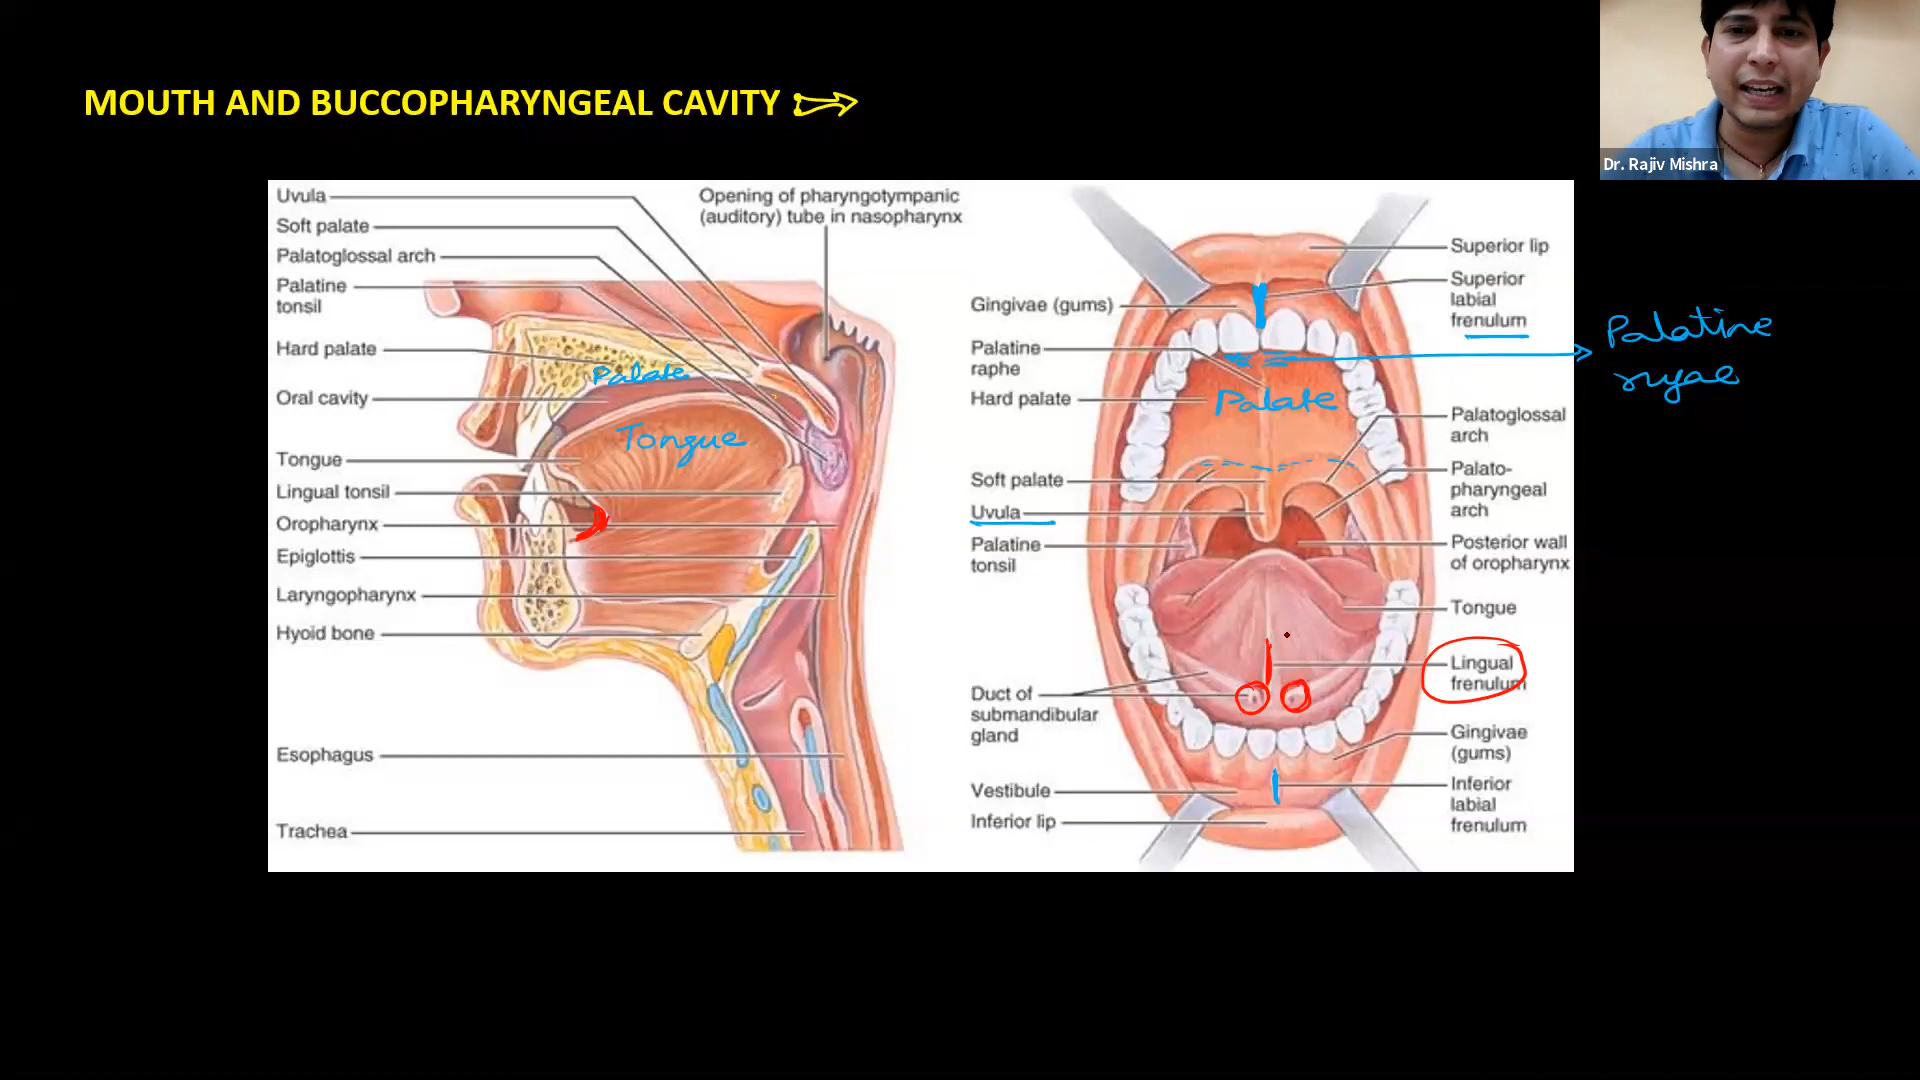 MOUTH AND BUCCOPHARYNGEAL CAVITY
Dr. Rajiv Mishra
Uvula
Soft palate
Palatoglossal arch
Palatine
tonsil
Hard palate
Oral cavity
Tongue
Lingual tonsil
Oropharynx
Epiglottis
Laryngopharynx
Hyoid bone
Esophagus
Trachea
Opening of pharyngotympanic
(auditory) tube in nasopharynx
Palate
Tongue
Gingivae (gums)
Palatine
raphe
Hard palate
Soft palate
Uvula
Palatine
tonsil
Duct of
submandibular
gland
Vestibule
Inferior lip
Palate
Superior lip
Superior
labial
frenulum
Palatoglossal
arch
Palato-
pharyngeal
arch
Posterior wall
of oropharynx
Tongue
Lingual
frenulum
Gingivae
(gums)
Inferior
labial
frenulum
Palatine
rugae